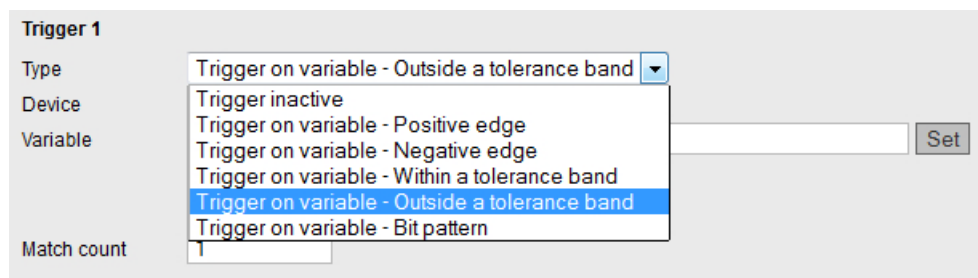 Trigger 1
Type Trigger on variable - Outside a tolerance band
Device Trigger inactive
Trigger on variable - Positive edge
Variable Set
Trigger on variable - Negative edge
Trigger on variable - Within a tolerance band
Trigger on variable - Outside a tolerance band
Trigger on variable - Bit pattern
Match count 1